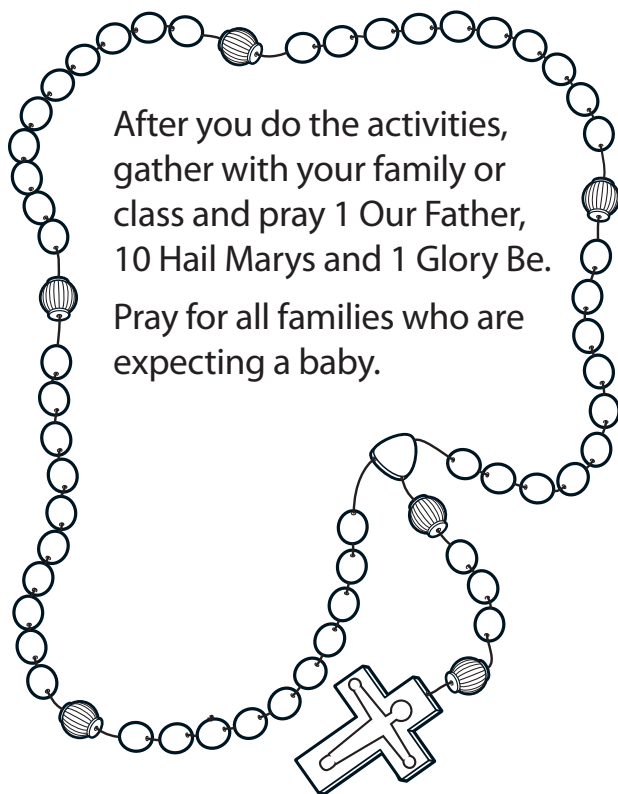 After you do the activities,
gather with your family or
class and pray 1 Our Father,
10 Hail Marys and 1 Glory Be.
Pray for all families who are
expecting a baby.